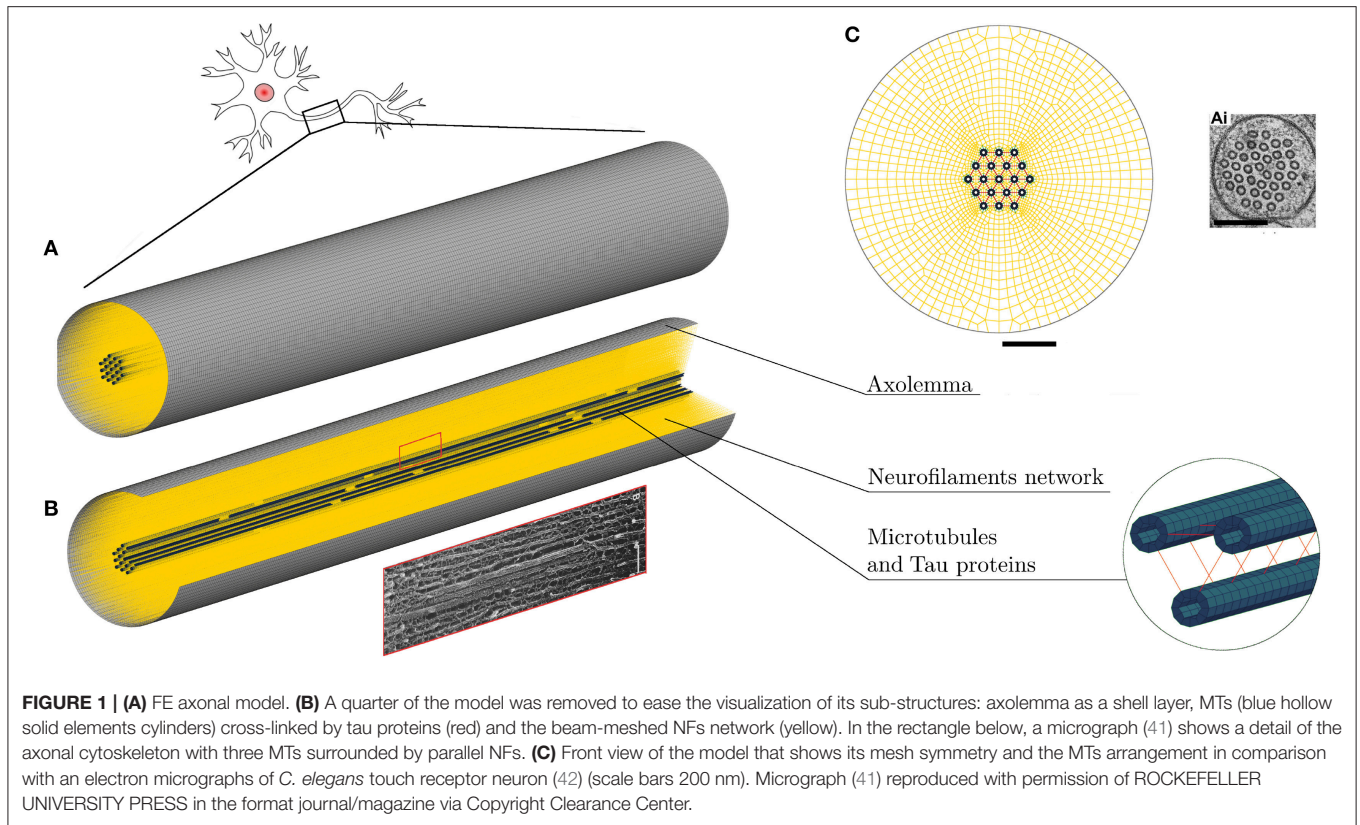 C
Ai
A
Axolemma
Neurofilaments network
B
B
Microtubules
and Tau proteins
FIGURE 1 | (A) FE axonal model. (B) A quarter of the model was removed to ease the visualization of its sub-structures: axolemma as a shell layer, MTs (blue hollow
solid elements cylinders) cross-linked by tau proteins (red) and the beam-meshed NFs network (yellow). In the rectangle below, a micrograph (41) shows a detail of the
axonal cytoskeleton with three MTs surrounded by parallel NFs. (C) Front view of the model that shows its mesh symmetry and the MTs arrangement in comparison
with an electron micrographs of C. elegans touch receptor neuron (42) (scale bars 200 nm). Micrograph (41) reproduced with permission of ROCKEFELLER
UNIVERSITY PRESS in the format journal/magazine via Copyright Clearance Center.